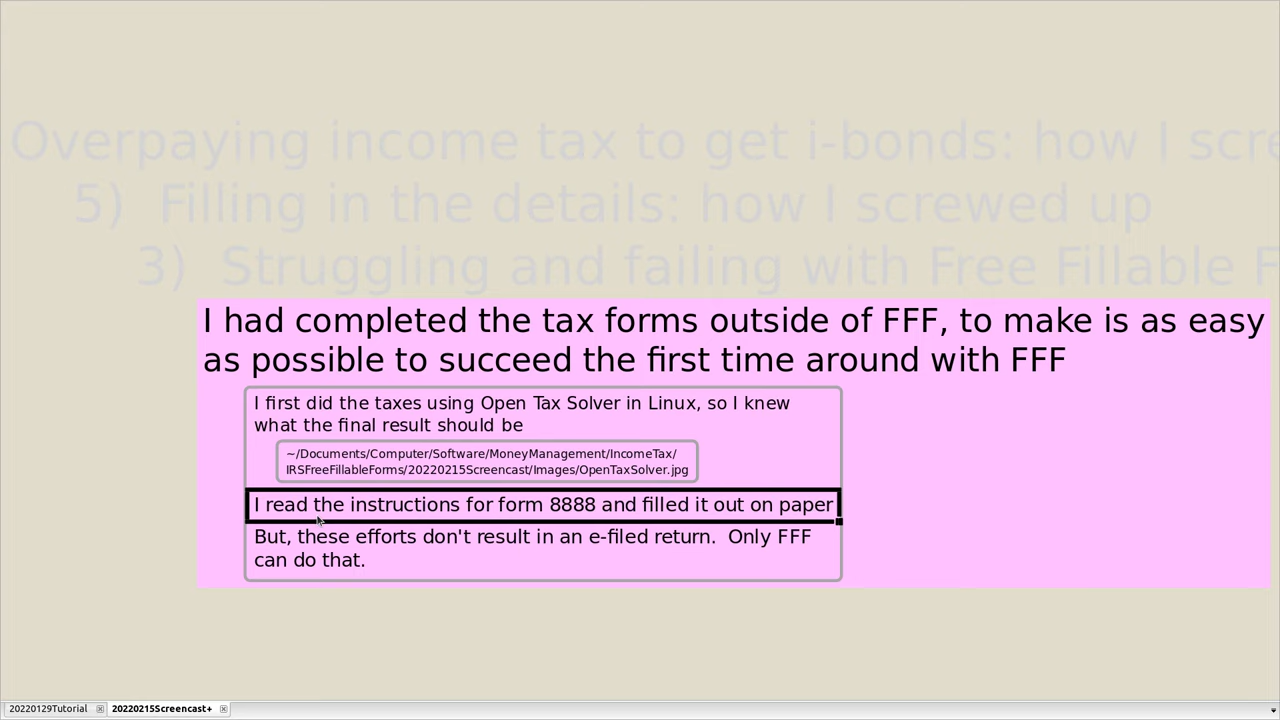 Overpaying income tax to get i-bonds: how I scre
5) Filling in the details: how I screwed up
3) Struggling and failing with Free Fillable F
I had completed the tax forms outside of FFF, to make is as easy
as possible to succeed the first time around with FFF
I first did the taxes using Open Tax Solver in Linux, so I knew
what the final result should be
~/Documents/Computer/Software/MoneyManagement/IncomeTax/
IRSFreeFillableForms/20220215Screencast/Images/OpenTaxSolver.jpg
I read the instructions for form 8888 and filled it out on paper
But, these efforts don't result in an e-filed return.  Only FFF
can do that.
20220129Tutorial 20220215Screencast+